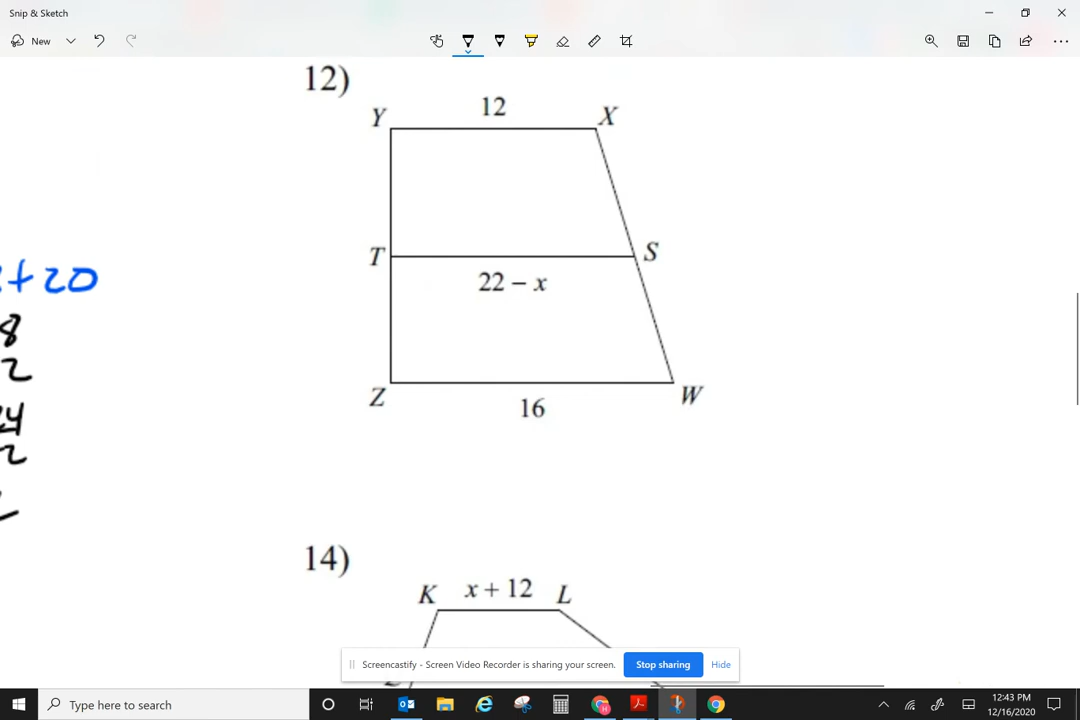 Snip & Sketch
New
12)
Y
12
X
T
S
22 – x
+ 20
8
2
Z
W
16
24
2
14)
K
x + 12
L
Screencastify - Screen Video Recorder is sharing your screen.
Stop sharing
Hide
Type here to search
12:43 PM
12/16/2020